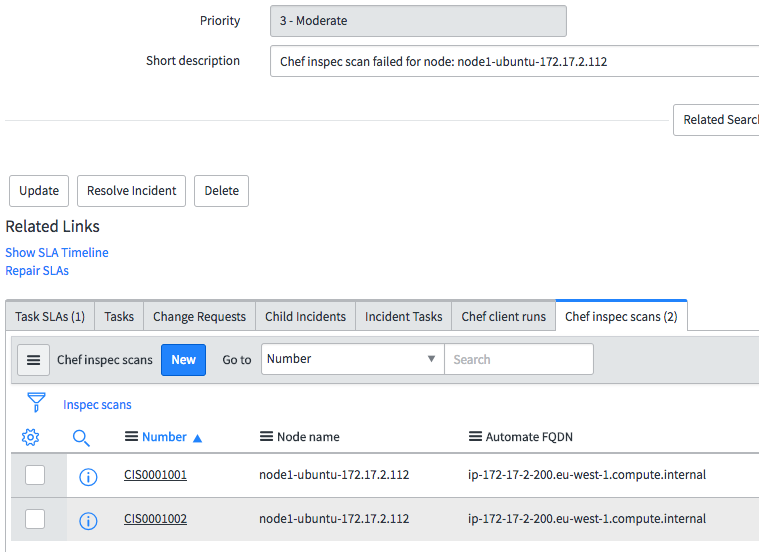 Priority 3 - Moderate
Short description Chef inspec scan failed for node: node1-ubuntu-172.17.2.112
Related Search
Update Resolve Incident Delete
Related Links
Show SLA Timeline
Repair SLAs
Task SLAs (1) Tasks Change Requests Child Incidents Incident Tasks Chef client runs Chef inspec scans (2)
Chef inspec scans New Go to Number Search
Inspec scans
Number Node name Automate FQDN
CIS0001001 node1-ubuntu-172.17.2.112 ip-172-17-2-200.eu-west-1.compute.internal
CIS0001002 node1-ubuntu-172.17.2.112 ip-172-17-2-200.eu-west-1.compute.internal